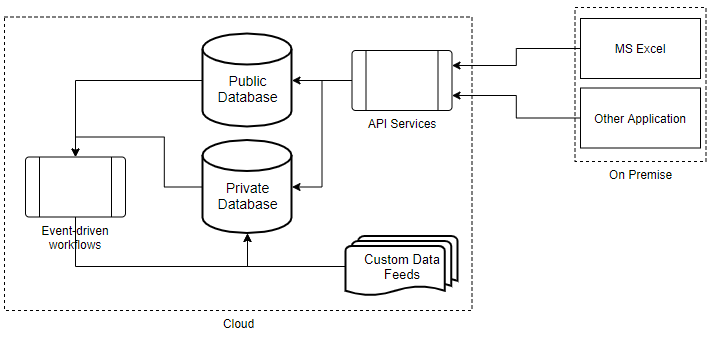 Public
Database
MS Excel
API Services
Other Application
Private
Database
On Premise
Event-driven
workflows
Custom Data
Feeds
Cloud